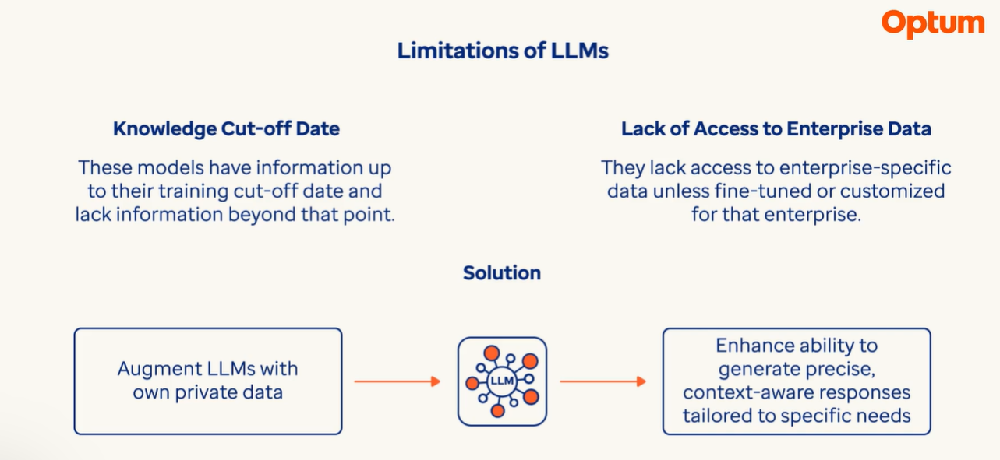 Optum
Limitations of LLMs
Knowledge Cut-off Date
These models have information up
to their training cut-off date and
lack information beyond that point.
Lack of Access to Enterprise Data
They lack access to enterprise-specific
data unless fine-tuned or customized
for that enterprise.
Solution
Augment LLMs with
own private data
LLM
Enhance ability to
generate precise,
context-aware responses
tailored to specific needs